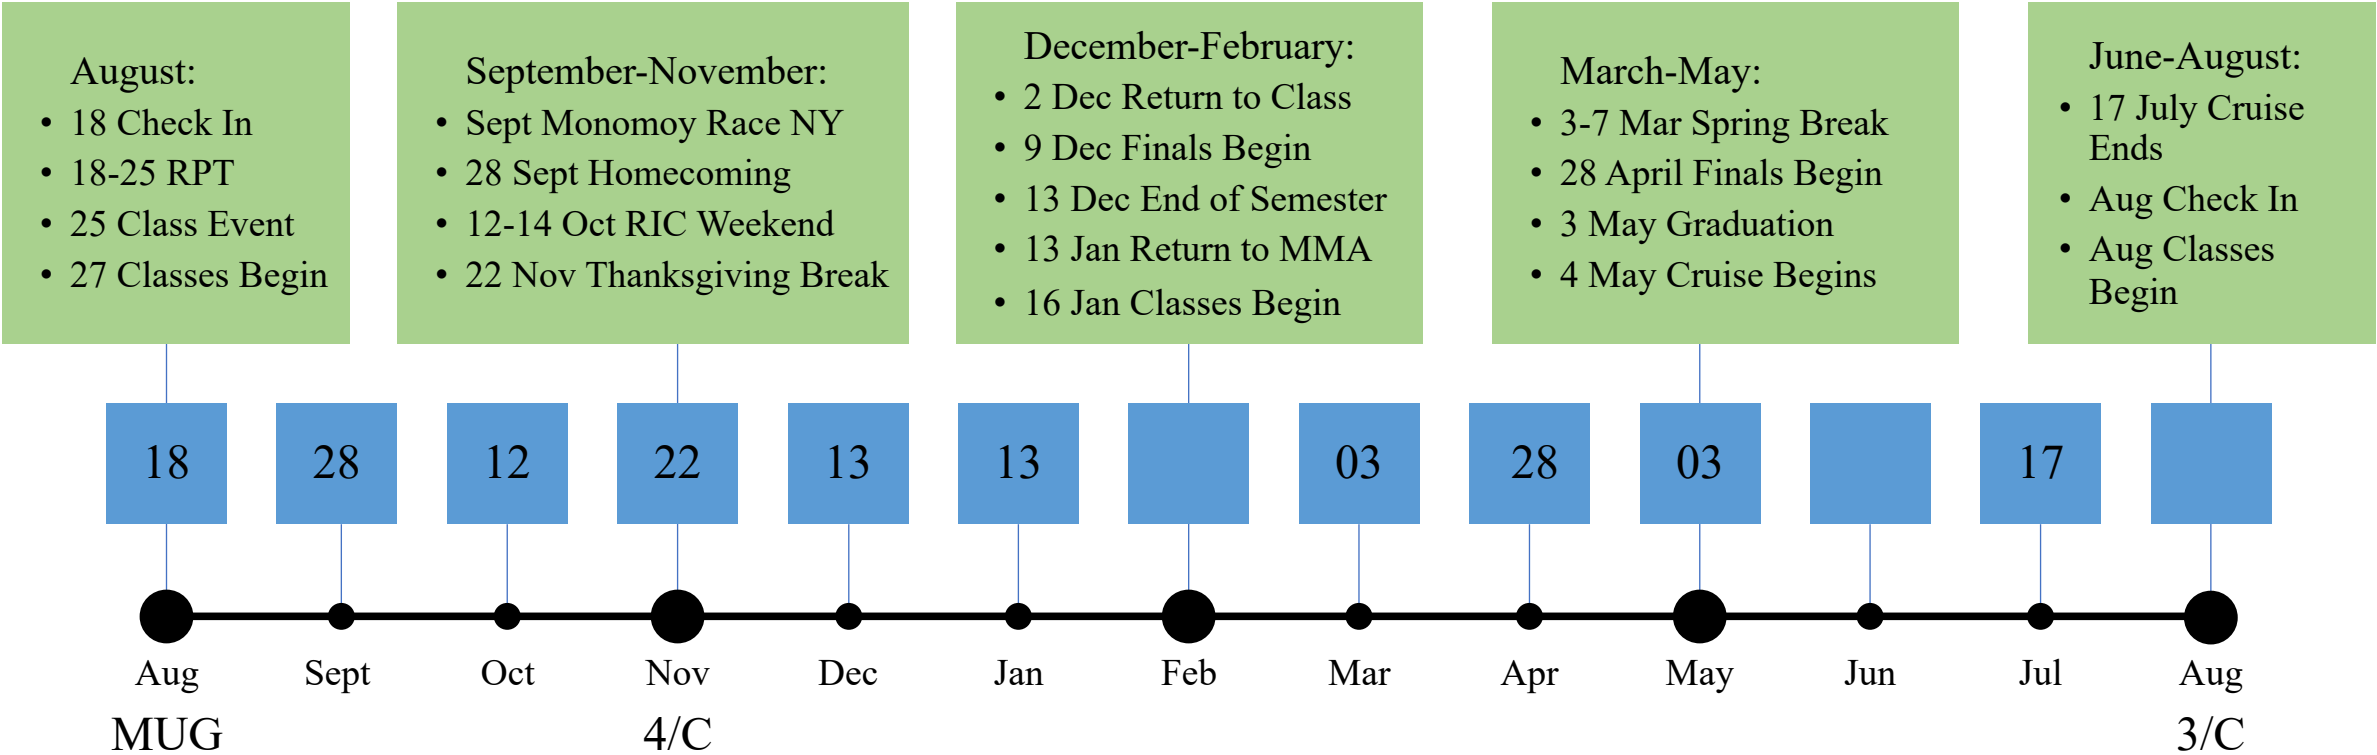 August:
• 18 Check In
• 18-25 RPT
• 25 Class Event
• 27 Classes Begin
September-November:
• Sept Monomoy Race NY
• 28 Sept Homecoming
• 12-14 Oct RIC Weekend
• 22 Nov Thanksgiving Break
December-February:
• 2 Dec Return to Class
• 9 Dec Finals Begin
• 13 Dec End of Semester
• 13 Jan Return to MMA
• 16 Jan Classes Begin
March-May:
• 3-7 Mar Spring Break
• 28 April Finals Begin
• 3 May Graduation
• 4 May Cruise Begins
June-August:
• 17 July Cruise
Ends
• Aug Check In
• Aug Classes
Begin
18 28 12 22 13 13 03 28 03 17
Aug Sept Oct Nov Dec Jan Feb Mar Apr May Jun Jul Aug
MUG 4/C 3/C